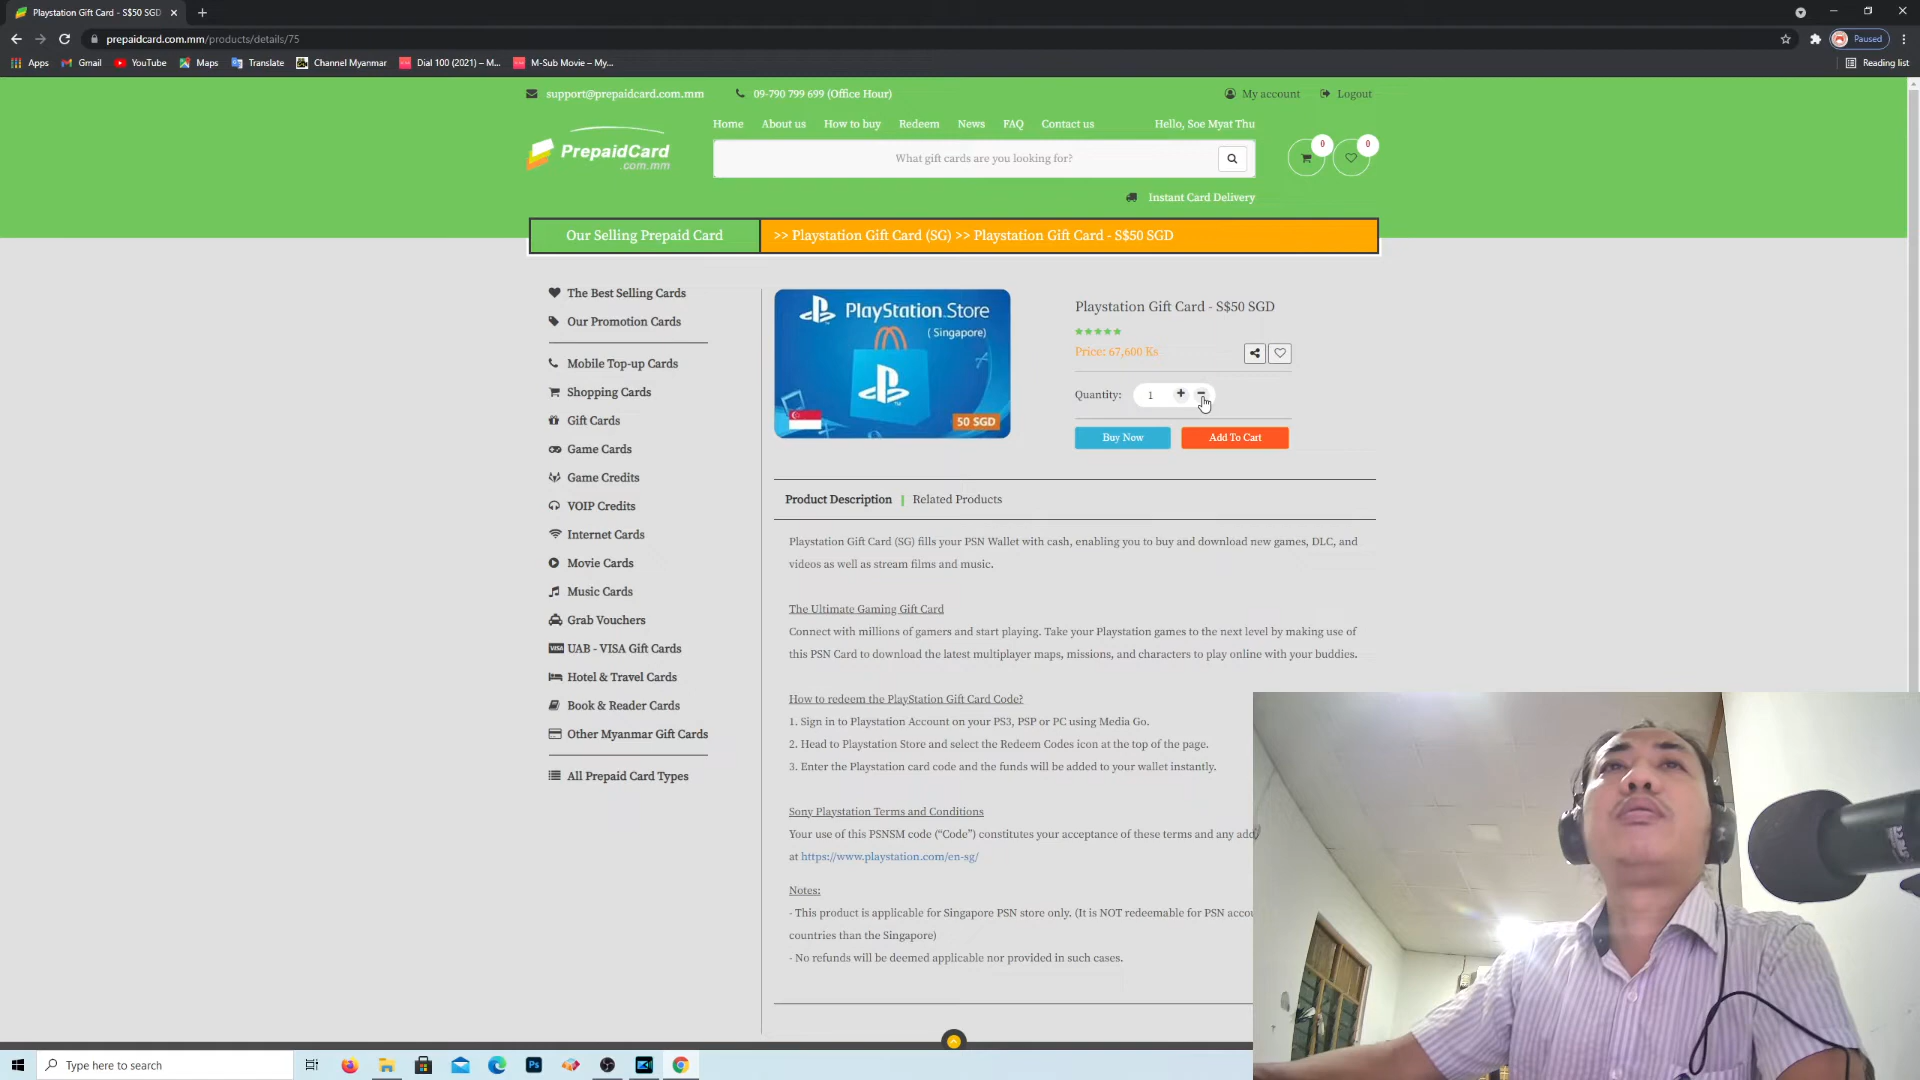 Playstation Gift Card - S$50 SGD
prepaidcard.com.mm/products/details/75
Paused
Apps
Gmail
YouTube
Maps
Translate
Channel Myanmar
Dial 100 (2021) – M...
M-Sub Movie – My...
Reading list
support@prepaidcard.com.mm
09-790 799 699 (Office Hour)
My account
Logout
Home
About us
How to buy
Redeem
News
FAQ
Contact us
Hello, Soe Myat Thu
PrepaidCard
.com.mm
What gift cards are you looking for?
0
0
Instant Card Delivery
Our Selling Prepaid Card
>> Playstation Gift Card (SG) >> Playstation Gift Card - S$50 SGD
The Best Selling Cards
Our Promotion Cards
Mobile Top-up Cards
Shopping Cards
Gift Cards
Game Cards
Game Credits
VOIP Credits
Internet Cards
Movie Cards
Music Cards
Grab Vouchers
VISA UAB - VISA Gift Cards
Hotel & Travel Cards
Book & Reader Cards
Other Myanmar Gift Cards
All Prepaid Card Types
PlayStation.Store
( Singapore)
50 SGD
Playstation Gift Card - S$50 SGD
Price: 67,600 Ks
Quantity: 1 + -
Buy Now
Add To Cart
Product Description
Related Products
Playstation Gift Card (SG) fills your PSN Wallet with cash, enabling you to buy and download new games, DLC, and
videos as well as stream films and music.
The Ultimate Gaming Gift Card
Connect with millions of gamers and start playing. Take your Playstation games to the next level by making use of
this PSN Card to download the latest multiplayer maps, missions, and characters to play online with your buddies.
How to redeem the PlayStation Gift Card Code?
1. Sign in to Playstation Account on your PS3, PSP or PC using Media Go.
2. Head to Playstation Store and select the Redeem Codes icon at the top of the page.
3. Enter the Playstation card code and the funds will be added to your wallet instantly.
Sony Playstation Terms and Conditions
Your use of this PSNSM code (“Code”) constitutes your acceptance of these terms and any
at https://www.playstation.com/en-sg/
Notes:
- This product is applicable for Singapore PSN store only. (It is NOT redeemable for PSN
countries than the Singapore)
- No refunds will be deemed applicable nor provided in such cases.
Type here to search
Ps